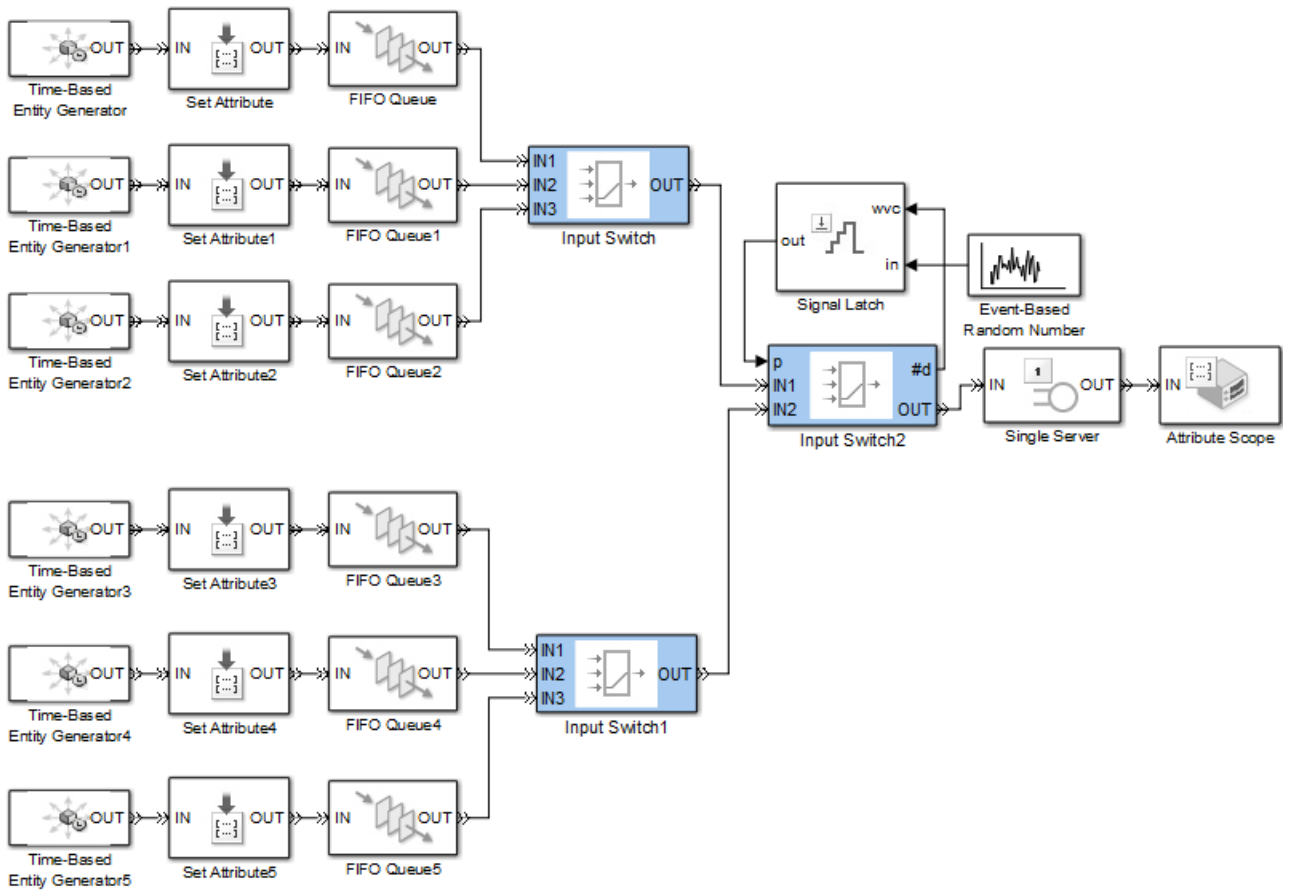 OUT
IN
OUT
IN
OUT
Time-Based
Entity Generator
Set Attribute
FIFO Queue
OUT
IN
OUT
IN
OUT
Time-Based
Entity Generator1
Set Attribute1
FIFO Queue1
IN1
IN2
IN3
OUT
Input Switch
OUT
IN
OUT
IN
OUT
Time-Based
Entity Generator2
Set Attribute2
FIFO Queue2
wvc
out
in
Signal Latch
Event-Based
Random Number
p
IN1
IN2
#d
OUT
Input Switch2
IN
1
OUT
Single Server
IN
Attribute Scope
OUT
IN
OUT
IN
OUT
Time-Based
Entity Generator3
Set Attribute3
FIFO Queue3
OUT
IN
OUT
IN
OUT
Time-Based
Entity Generator4
Set Attribute4
FIFO Queue4
IN1
IN2
IN3
OUT
Input Switch1
OUT
IN
OUT
IN
OUT
Time-Based
Entity Generator5
Set Attribute5
FIFO Queue5